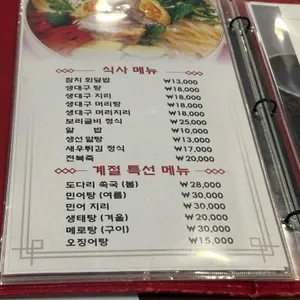 식사 메뉴
참치 회덮밥 ₩13,000
생대구 탕 ₩18,000
생대구 지리 ₩18,000
생대구 머리탕 ₩18,000
생대구 머리지리 ₩18,000
보리굴비 정식 ₩25,000
알 밥 ₩10,000
생선 알탕 ₩13,000
새우튀김 정식 ₩17,000
전복죽 ₩20,000
계절 특선 메뉴
도다리 쑥국 (봄) ₩28,000
민어탕 (여름) ₩30,000
민어 지리 ₩30,000
생태탕 (겨울) ₩20,000
메로탕 (구이) ₩30,000
오징어탕 ₩15,000